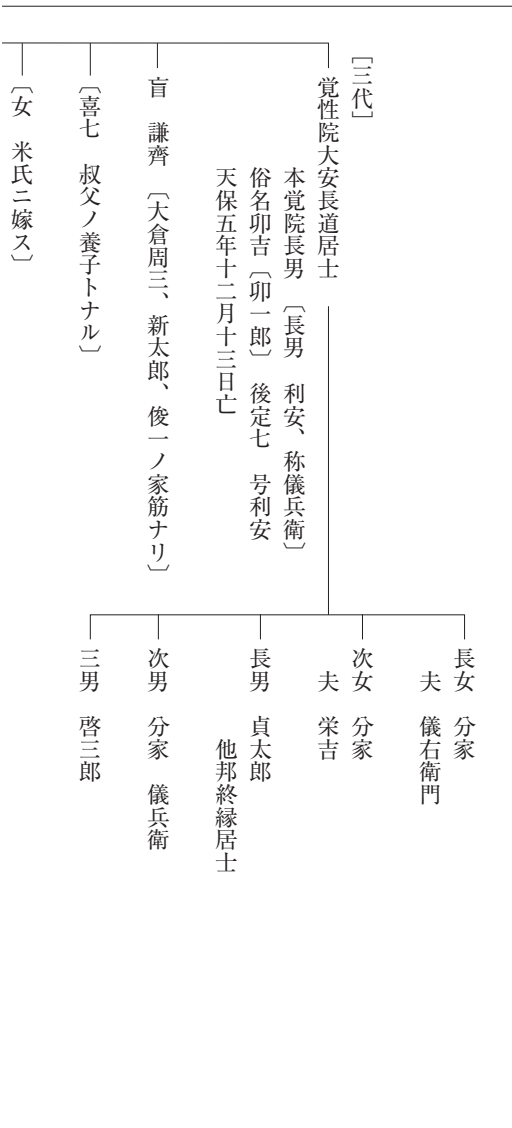 〔三代〕
覚性院大安長道居士
本覚院長男　〔長男　利安、称儀兵衛〕
俗名卯吉〔卯一郎〕　後定七　号利安
天保五年十二月十三日亡
盲　謙齊　〔大倉周三、新太郎、俊一ノ家筋ナリ〕
〔喜七　叔父ノ養子トナル〕
〔女　米氏ニ嫁ス〕
長女　分家
夫　儀右衛門
次女　分家
夫　栄吉
長男　貞太郎
他邦終縁居士
次男　分家　儀兵衛
三男　啓三郎